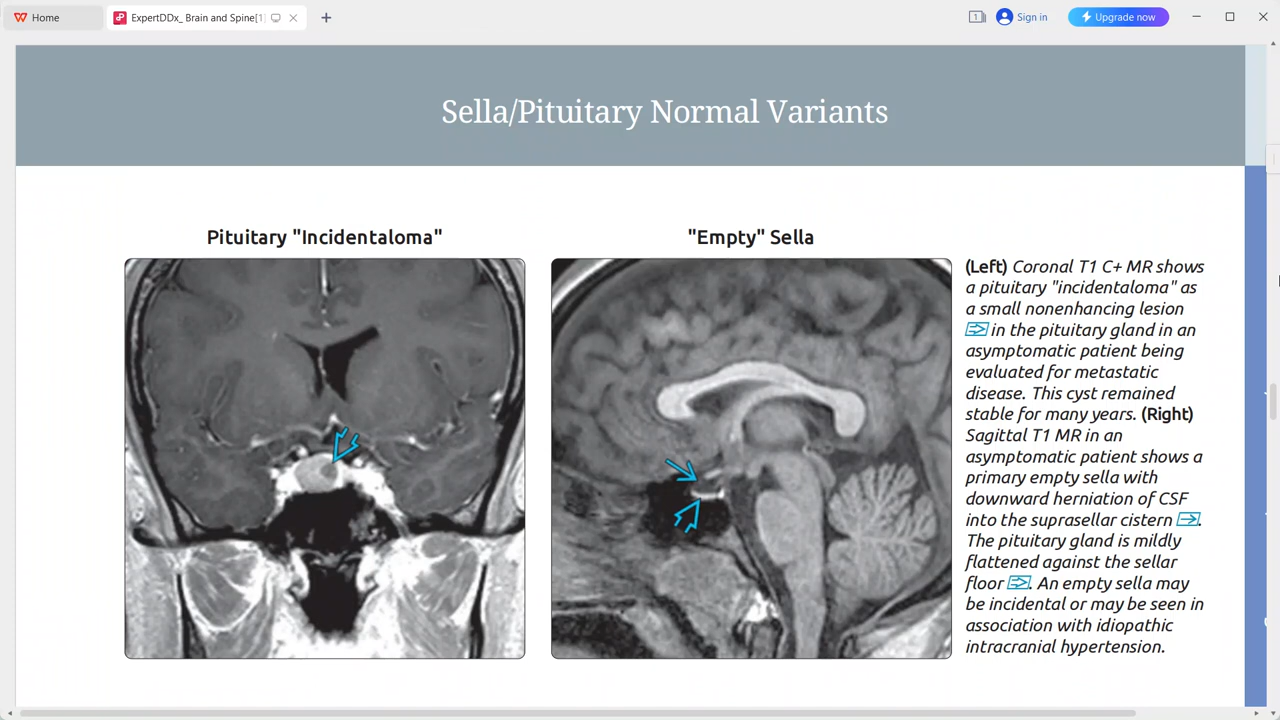 Home
ExpertDDx_ Brain and Spine[1]
1
Sign in
Upgrade now
Sella/Pituitary Normal Variants
Pituitary "Incidentaloma"
"Empty" Sella
(Left) Coronal T1 C+ MR shows
a pituitary "incidentaloma" as
a small nonenhancing lesion
in the pituitary gland in an
asymptomatic patient being
evaluated for metastatic
disease. This cyst remained
stable for many years. (Right)
Sagittal T1 MR in an
asymptomatic patient shows a
primary empty sella with
downward herniation of CSF
into the suprasellar cistern .
The pituitary gland is mildly
flattened against the sellar
floor . An empty sella may
be incidental or may be seen in
association with idiopathic
intracranial hypertension.